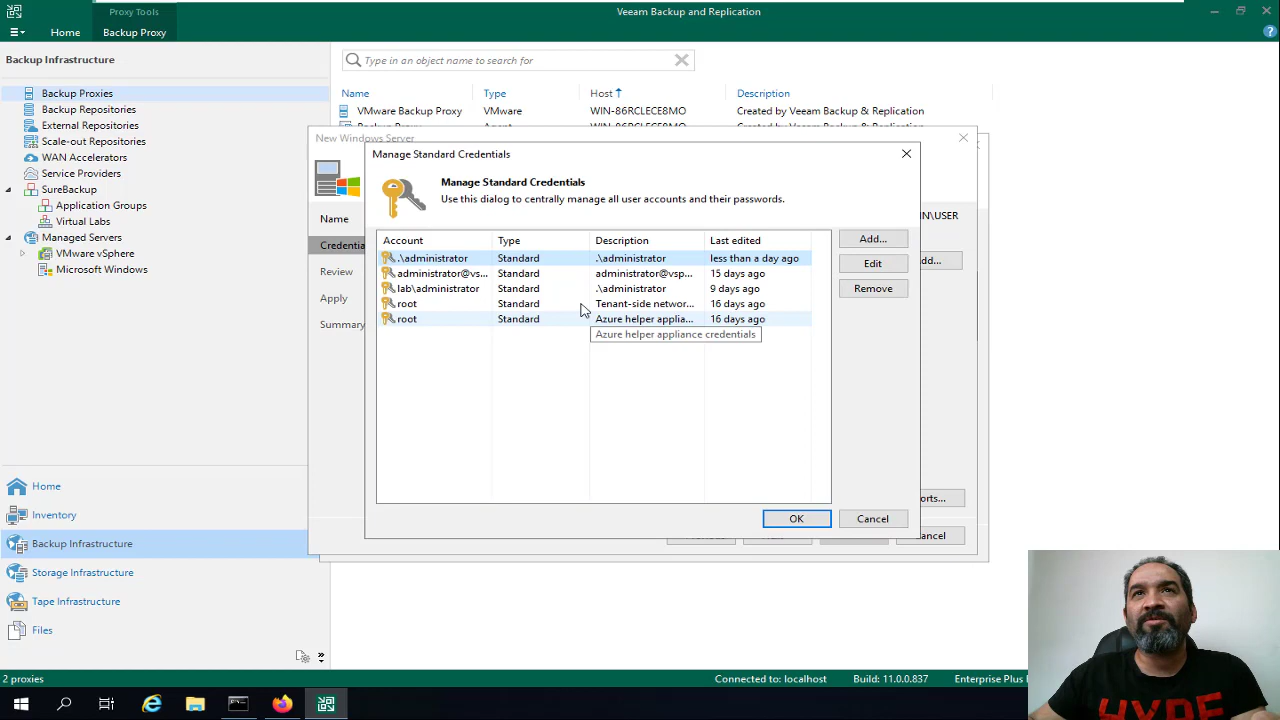 Proxy Tools
Veeam Backup and Replication
Home
Backup Proxy
Backup Infrastructure
Type in an object name to search for
Backup Proxies
Backup Repositories
External Repositories
Scale-out Repositories
WAN Accelerators
Service Providers
SureBackup
Application Groups
Virtual Labs
Managed Servers
VMware vSphere
Microsoft Windows
Name Type Host Description
VMware Backup Proxy VMware WIN-86RCLECE8MO Created by Veeam Backup & Replication
New Windows Server
Name
Credentia
Review
Apply
Summary
N\USER
dd...
orts...
ancel
Manage Standard Credentials
Manage Standard Credentials
Use this dialog to centrally manage all user accounts and their passwords.
Account Type Description Last edited
.\administrator Standard .\administrator less than a day ago
administrator@vs... Standard administrator@vsp... 15 days ago
lab\administrator Standard .\administrator 9 days ago
root Standard Tenant-side networ... 16 days ago
root Standard Azure helper applia... 16 days ago
Azure helper appliance credentials
Add...
Edit
Remove
OK
Cancel
Home
Inventory
Backup Infrastructure
Storage Infrastructure
Tape Infrastructure
Files
2 proxies
Connected to: localhost
Build: 11.0.0.837
Enterprise Plus
HYPE